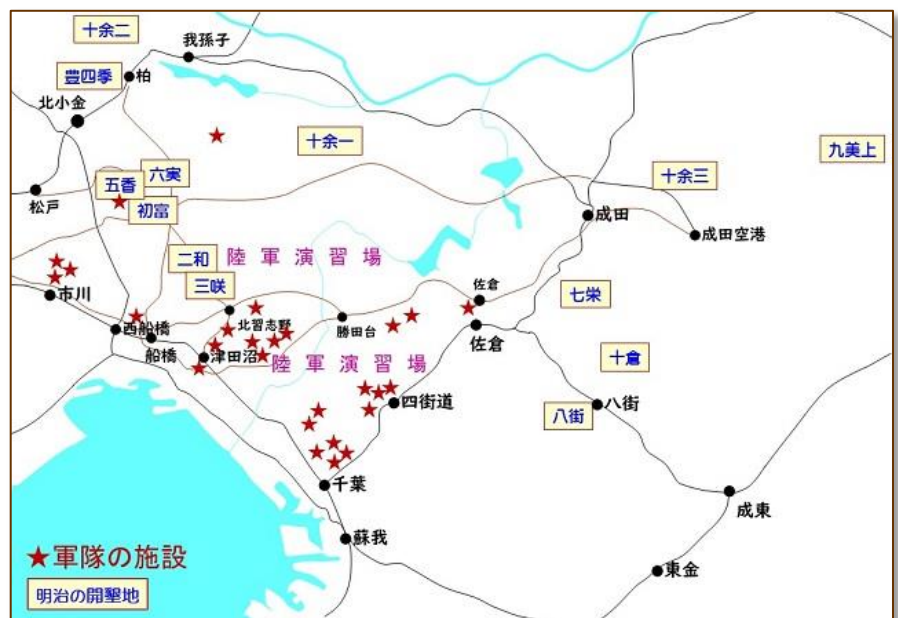 十余二
我孫子
豊四季
柏
北小金
十余一
九美上
六実
十余三
五香
松戸
初富
成田
成田空港
二和
陸軍演習場
三咲
市川
佐倉
七栄
北習志野
勝田台
西船橋
佐倉
船橋
津田沼
陸軍演習場
十倉
四街道
八街
八街
千葉
成東
蘇我
★軍隊の施設
東金
明治の開墾地